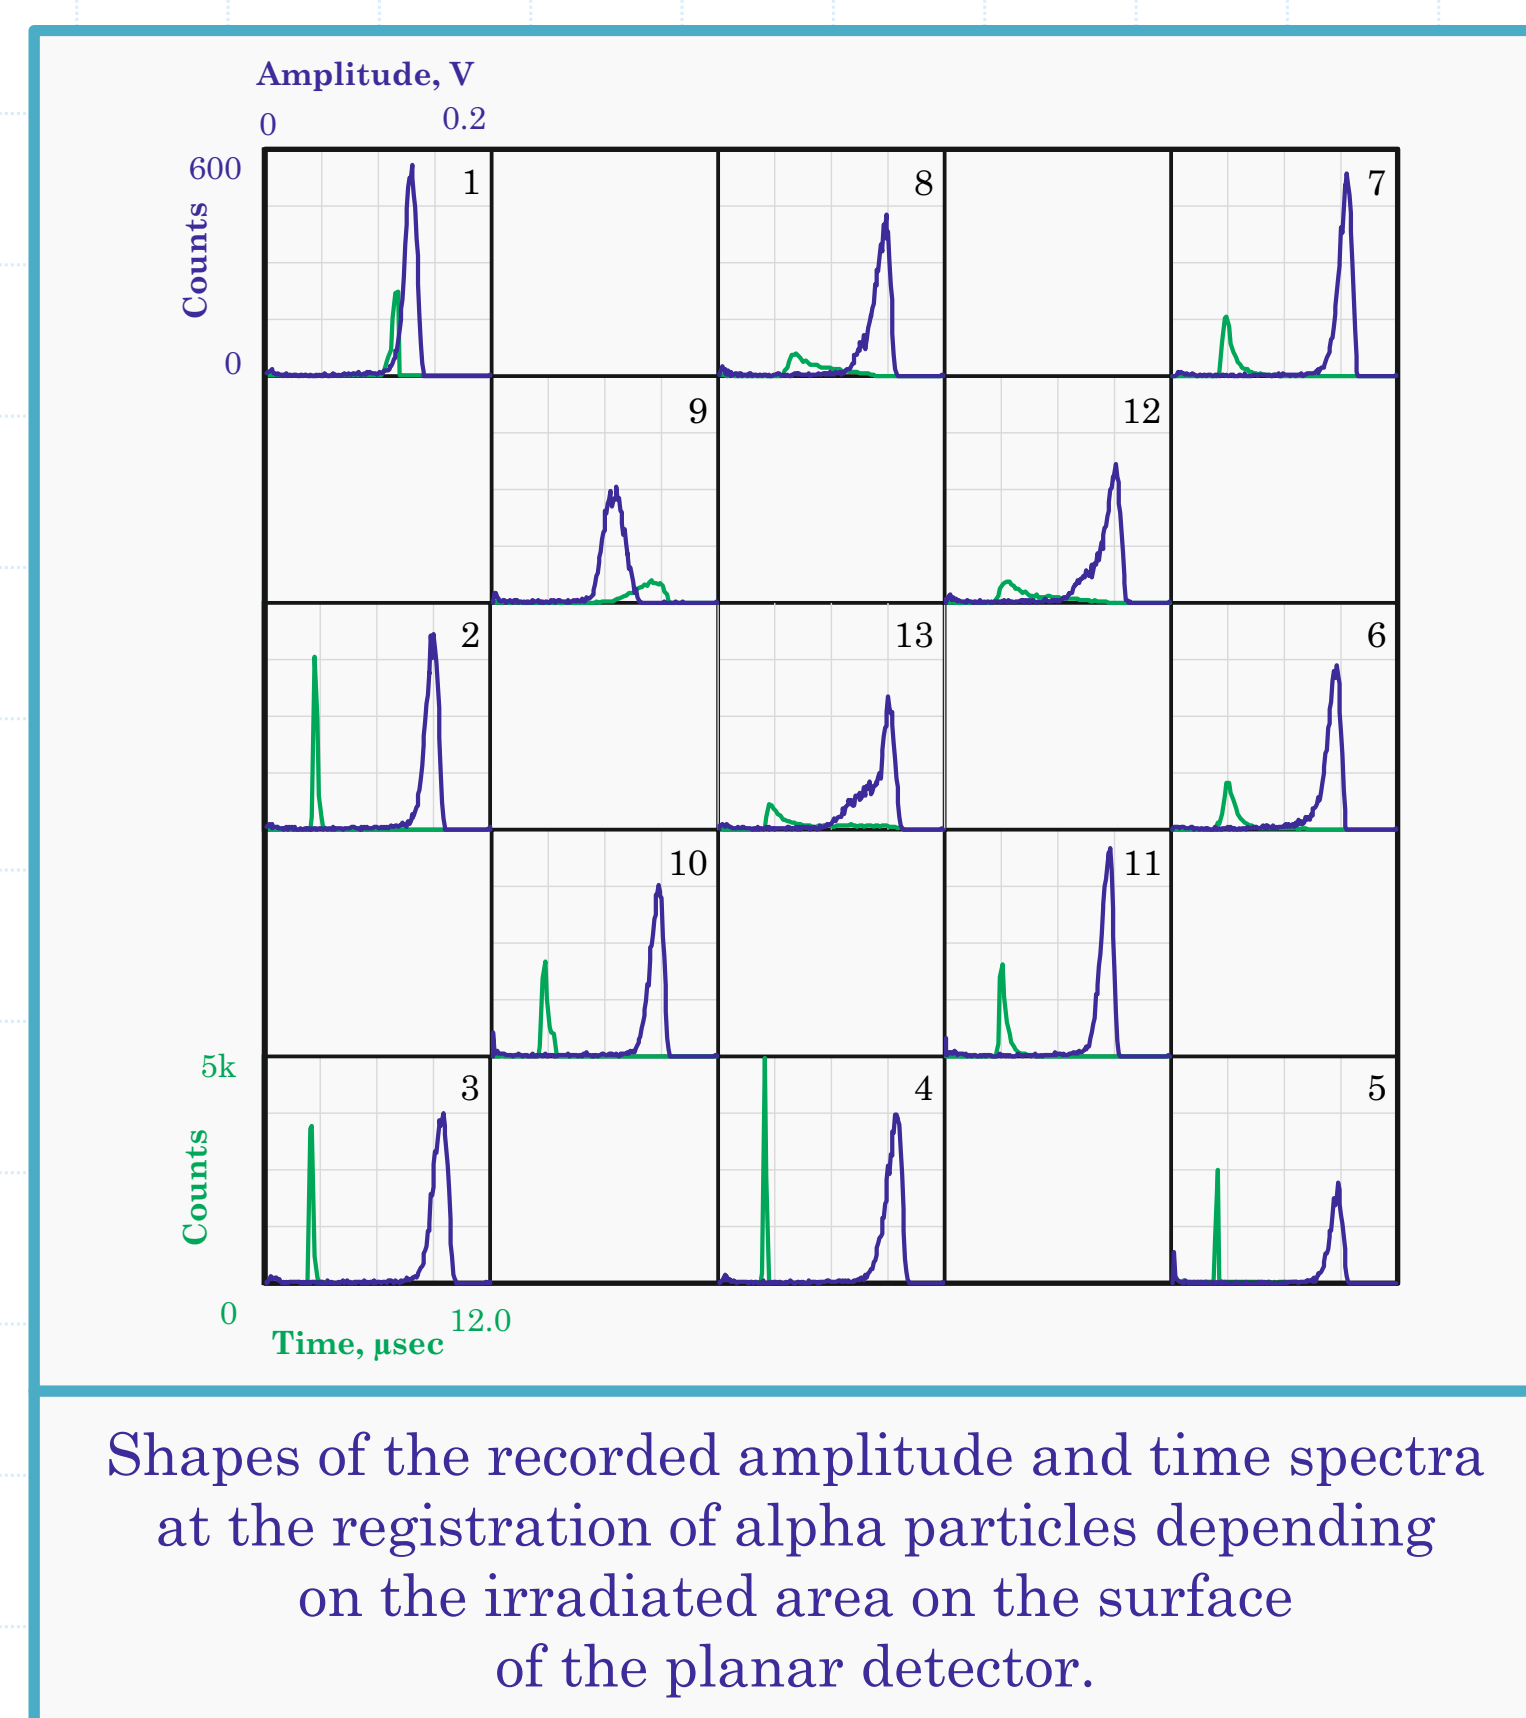 Amplitude, V
0
0.2
600
Counts
0
1
8
7
9
12
2
13
6
10
11
5k
Counts
0
3
4
5
12.0
Time, µsec
Shapes of the recorded amplitude and time spectra
at the registration of alpha particles depending
on the irradiated area on the surface
of the planar detector.